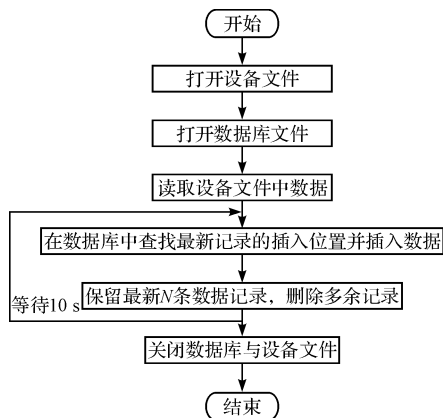 开始
打开设备文件
打开数据库文件
读取设备文件中数据
在数据库中查找最新记录的插入位置并插入数据
等待10 s
保留最新N条数据记录，删除多余记录
关闭数据库与设备文件
结束